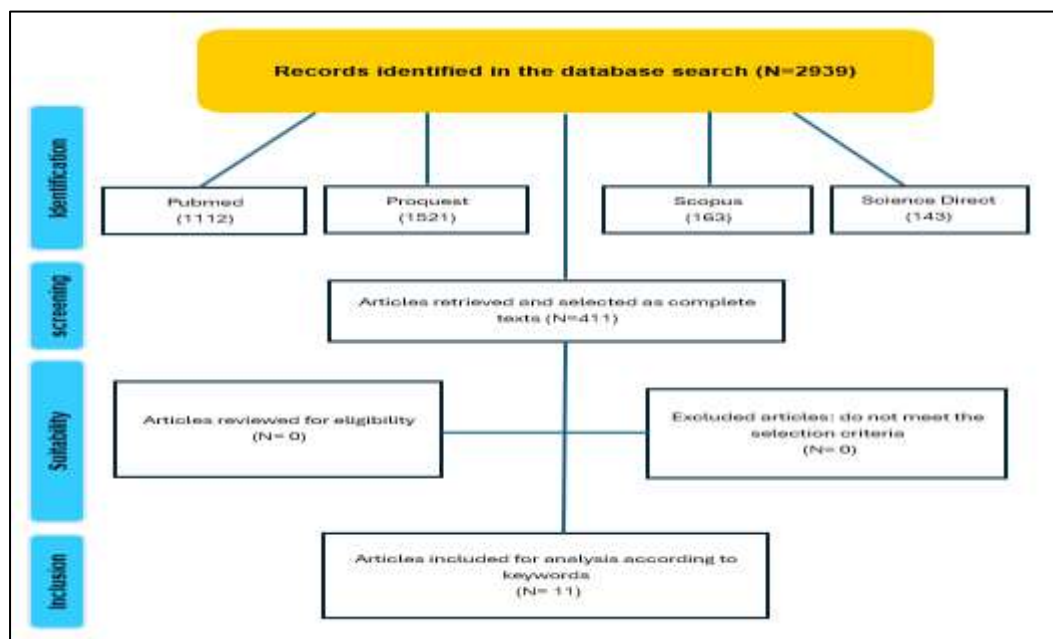 Records identified in the database search (N=2939)
Identification
Pubmed
(1112)
Proquest
(1521)
Scopus
(163)
Science Direct
(143)
screening
Articles retrieved and selected as complete
texts (N=411)
Suitability
Articles reviewed for eligibility
(N= 0)
Excluded articles: do not meet the
selection criteria
(N= 0)
Inclusion
Articles included for analysis according to
keywords
(N= 11)